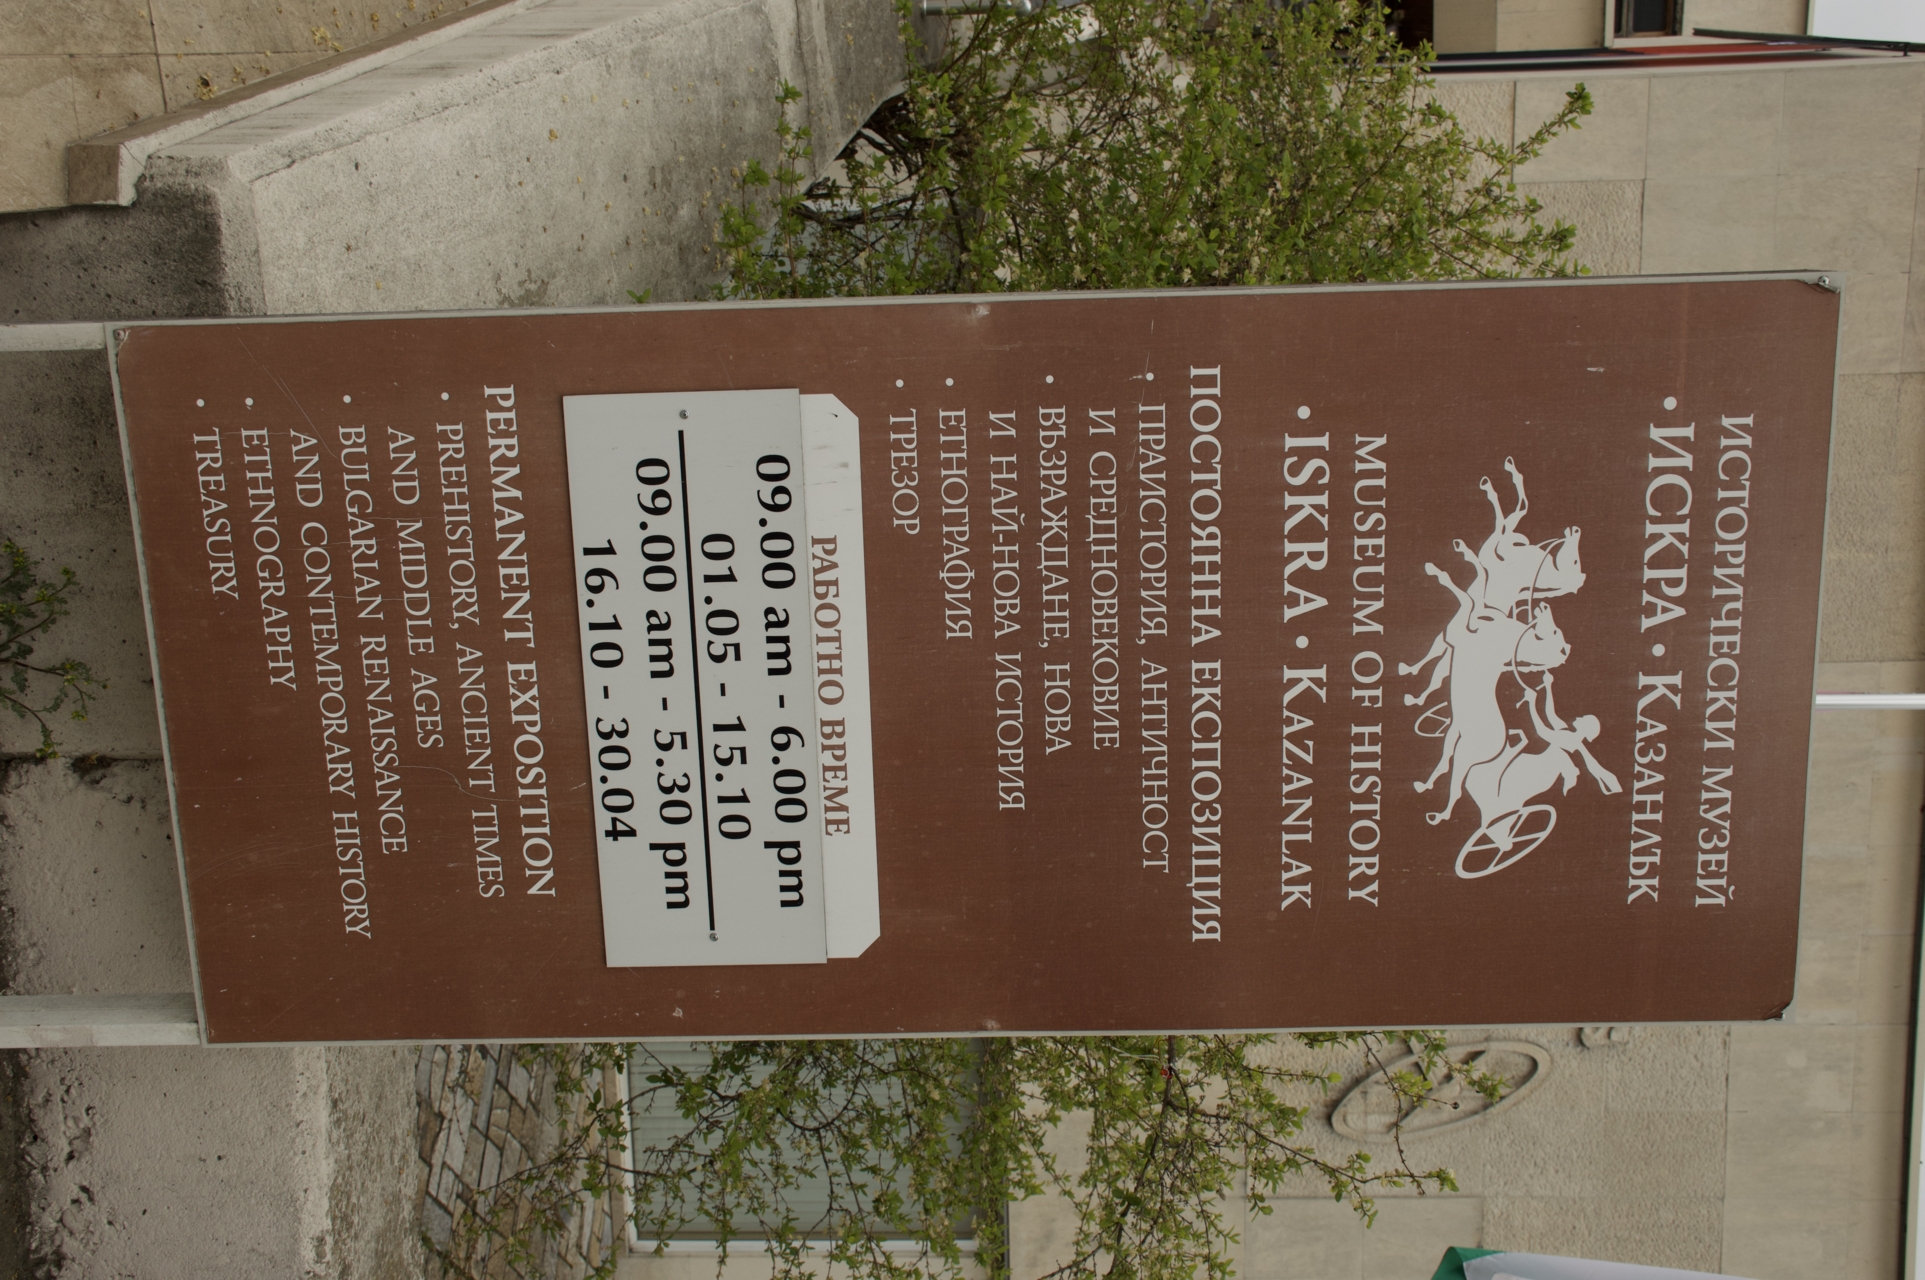 ИСТОРИЧЕСКИ МУЗЕЙ
• ИСКРА • КАЗАНЛЪК
MUSEUM OF HISTORY
• ISKRA • KAZANLAK
ПОСТОЯННА ЕКСПОЗИЦИЯ
• ПРАИСТОРИЯ, АНТИЧНОСТ
И СРЕДНОВЕКОВИЕ
• ВЪЗРАЖДАНЕ, НОВА
И НАЙ-НОВА ИСТОРИЯ
• ЕТНОГРАФИЯ
• ТРЕЗОР
РАБОТНО ВРЕМЕ
09.00 am - 6.00 pm
01.05 - 15.10
09.00 am - 5.30 pm
16.10 - 30.04
PERMANENT EXPOSITION
• PREHISTORY, ANCIENT TIMES
AND MIDDLE AGES
• BULGARIAN RENAISSANCE
AND CONTEMPORARY HISTORY
• ETHNOGRAPHY
• TREASURY